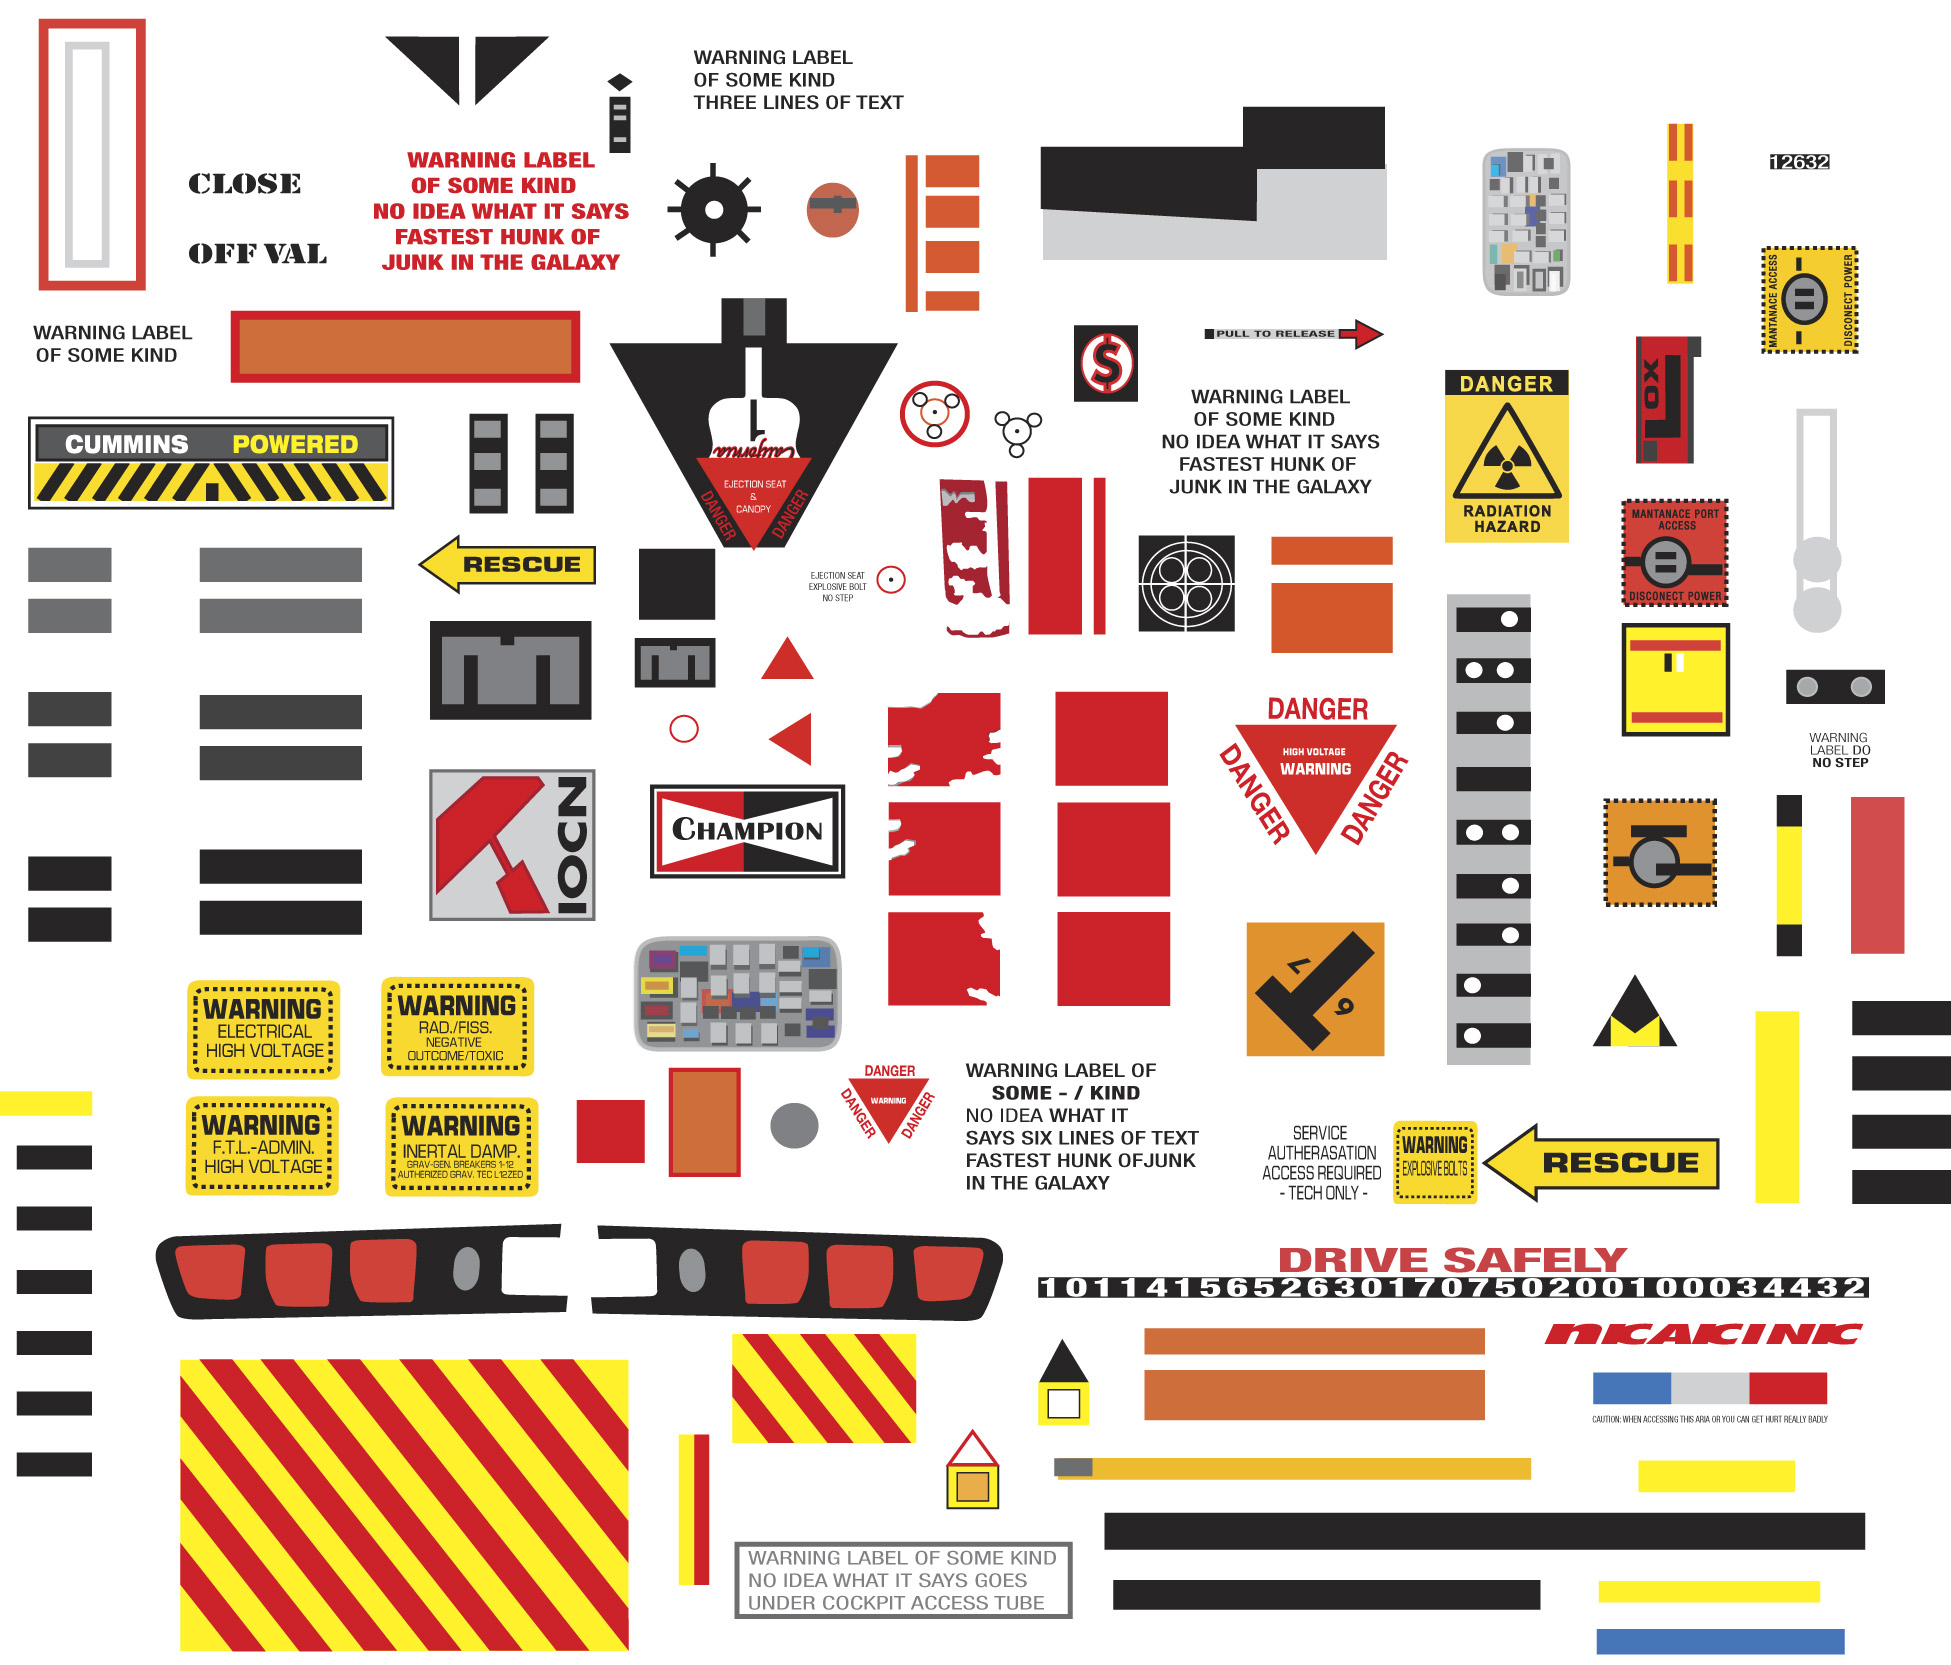 WARNING LABEL
OF SOME KIND
THREE LINES OF TEXT
CLOSE
OFF VAL
WARNING LABEL
OF SOME KIND
NO IDEA WHAT IT SAYS
FASTEST HUNK OF
JUNK IN THE GALAXY
12632
MANTANACE ACCESS
DISCONECT POWER
WARNING LABEL
OF SOME KIND
PULL TO RELEASE
$
LOX
CUMMINS POWERED
1
California
EJECTION SEAT
&
CANOPY
DANGER
DANGER
WARNING LABEL
OF SOME KIND
NO IDEA WHAT IT SAYS
FASTEST HUNK OF
JUNK IN THE GALAXY
DANGER
RADIATION
HAZARD
MANTANACE PORT
ACCESS
DISCONECT POWER
RESCUE
EJECTION SEAT
EXPLOSIVE BOLT
NO STEP
DANGER
DANGER
DANGER
HIGH VOLTAGE
WARNING
WARNING
LABEL DO
NO STEP
IOCN
CHAMPION
7
6
WARNING
ELECTRICAL
HIGH VOLTAGE
WARNING
RAD./FISS.
NEGATIVE
OUTCOME/TOXIC
WARNING
F.T.L.-ADMIN.
HIGH VOLTAGE
WARNING
INERTAL DAMP.
GRAV-GEN. BREAKERS 1-12
AUTHERIZED GRAV. TEC L12ZED
DANGER
DANGER
DANGER
WARNING
WARNING LABEL OF
SOME - / KIND
NO IDEA WHAT IT
SAYS SIX LINES OF TEXT
FASTEST HUNK OFJUNK
IN THE GALAXY
SERVICE
AUTHERASATION
ACCESS REQUIRED
- TECH ONLY -
WARNING
EXPLOSIVE BOLTS
RESCUE
DRIVE SAFELY
1011415652630170750200100034432
NKAKINK
CAUTION: WHEN ACCESSING THIS ARIA OR YOU CAN GET HURT REALLY BADLY
WARNING LABEL OF SOME KIND
NO IDEA WHAT IT SAYS GOES
UNDER COCKPIT ACCESS TUBE